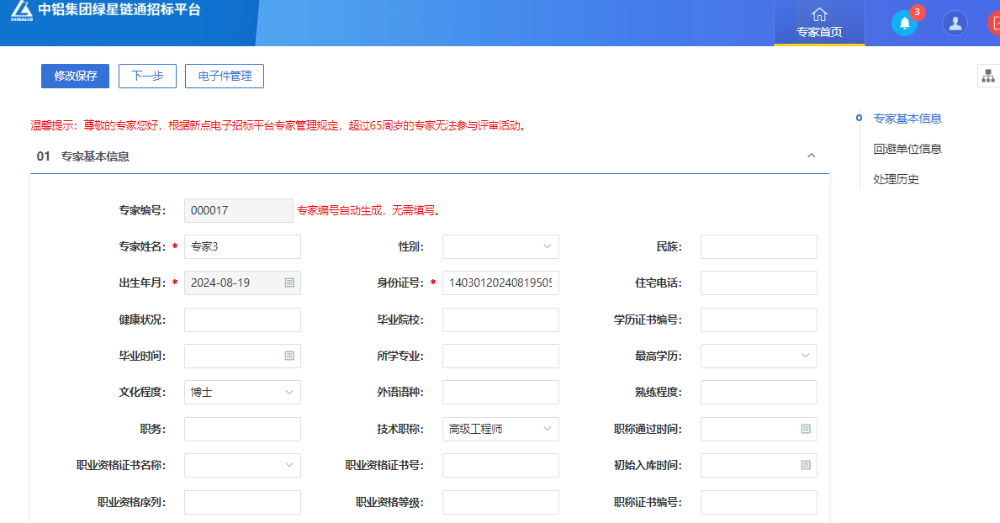 中铝集团绿星链通招标平台
CHINALCO
专家首页
3
修改保存 下一步 电子件管理
温馨提示：尊敬的专家您好，根据新点电子招标平台专家管理规定，超过65周岁的专家无法参与评审活动。
01 专家基本信息
专家基本信息
回避单位信息
处理历史
专家编号： 000017 专家编号自动生成，无需填写。
专家姓名：* 专家3 性别： 民族：
出生年月：* 2024-08-19 身份证号：* 14030120240819505 住宅电话：
健康状况： 毕业院校： 学历证书编号：
毕业时间： 所学专业： 最高学历：
文化程度： 博士 外语语种： 熟练程度：
职务： 技术职称： 高级工程师 职称通过时间：
职业资格证书名称： 职业资格证书号： 初始入库时间：
职业资格序列： 职业资格等级： 职称证书编号：